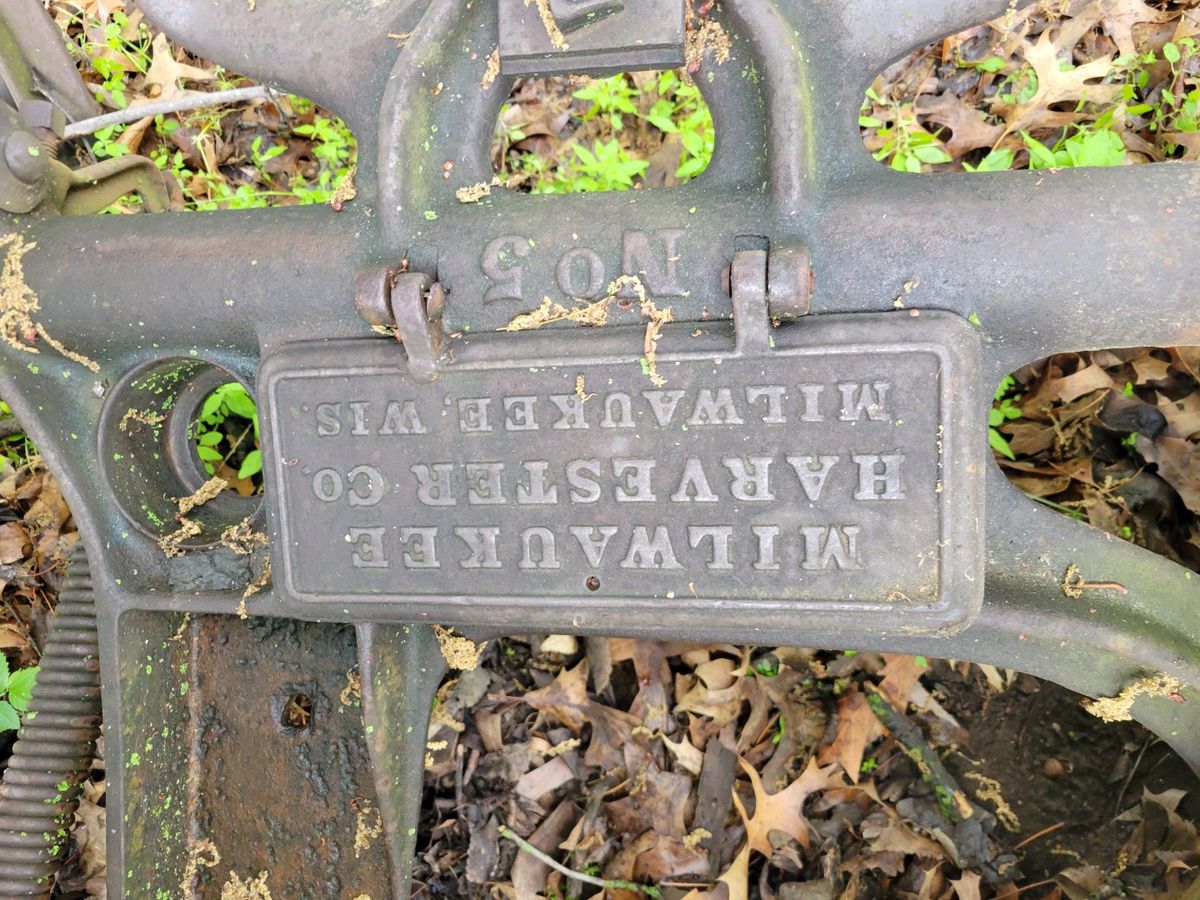 MILWAUKEE
HARVESTER CO.
MILWAUKEE, WIS.
No 5